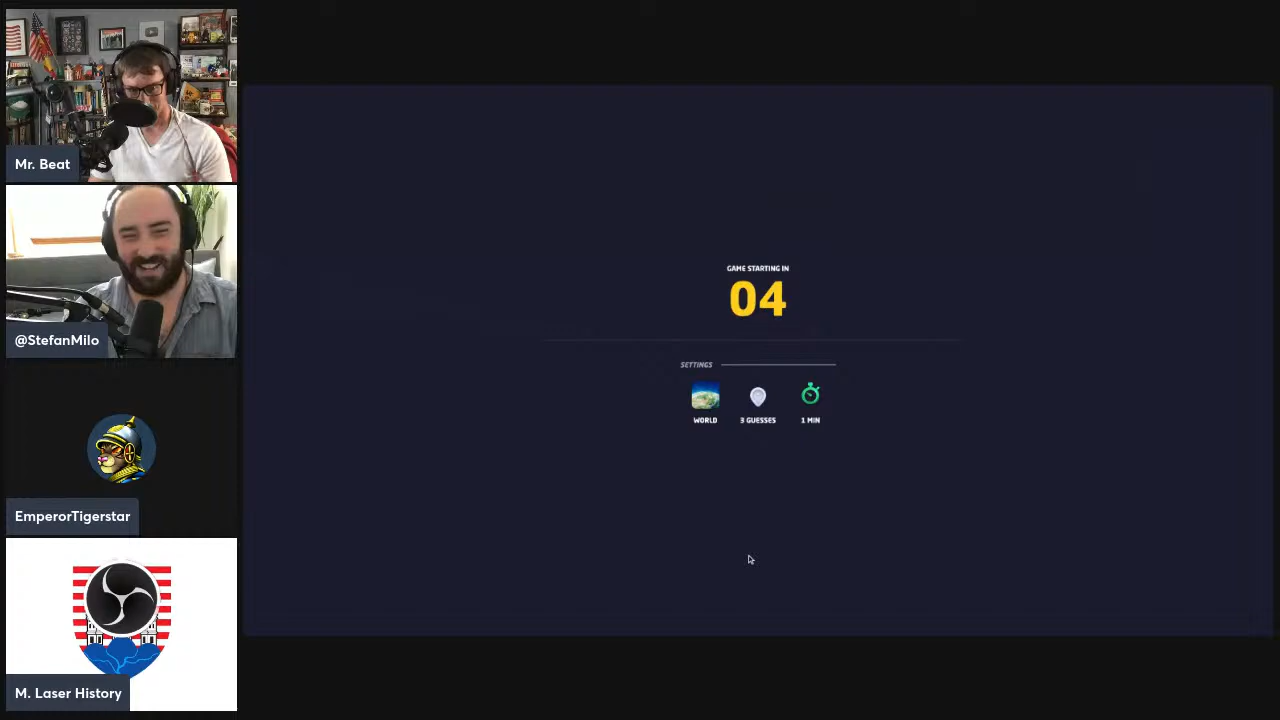 Mr. Beat
@StefanMilo
EmperorTigerstar
M. Laser History
GAME STARTING IN
04
SETTINGS
WORLD
3 GUESSES
1 MIN